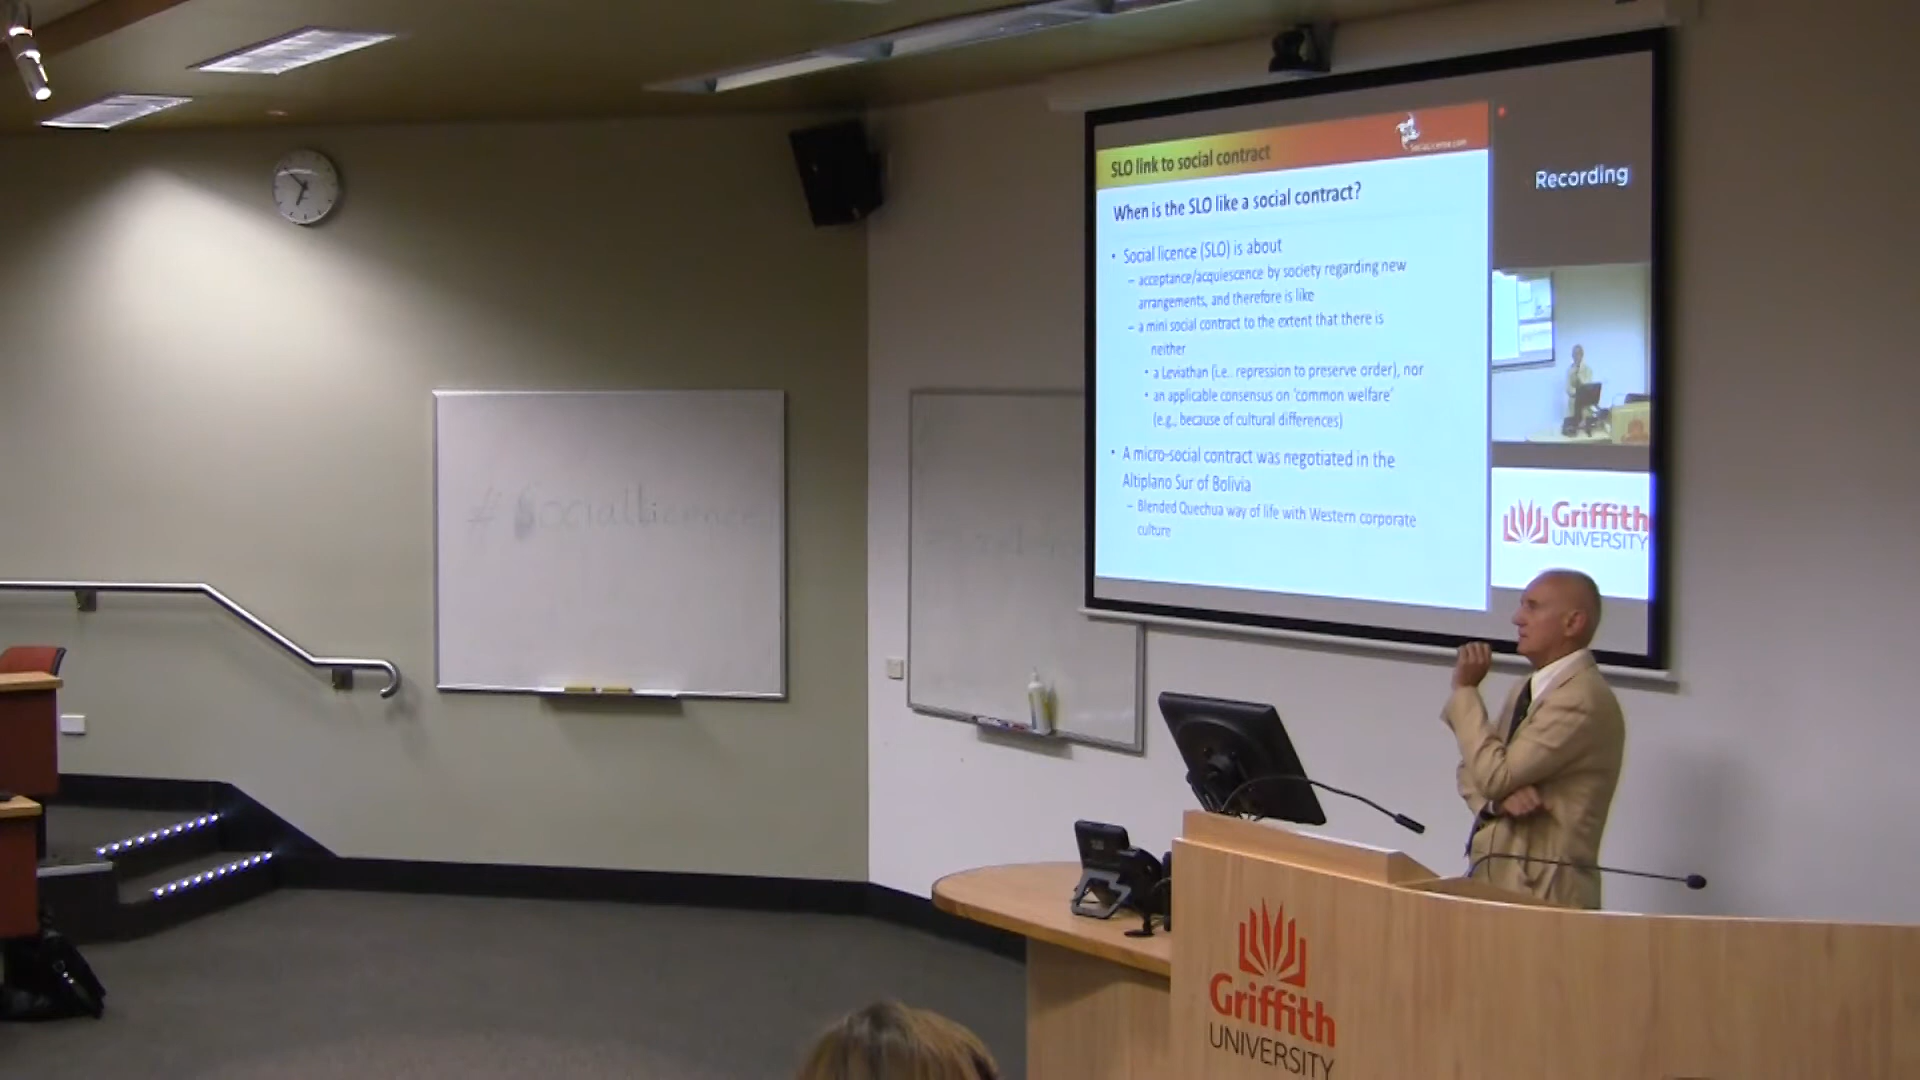 SLO link to social contract
SocialLicense.com
When is the SLO like a social contract?
• Social licence (SLO) is about
– acceptance/acquiescence by society regarding new
arrangements, and therefore is like
– a mini social contract to the extent that there is
neither
• a Leviathan (i.e.. repression to preserve order), nor
• an applicable consensus on 'common welfare'
(e.g., because of cultural differences)
• A micro-social contract was negotiated in the
Altiplano Sur of Bolivia
– Blended Quechua way of life with Western corporate
culture
Recording
Griffith
UNIVERSITY
#SocialLicence
Griffith
UNIVERSITY